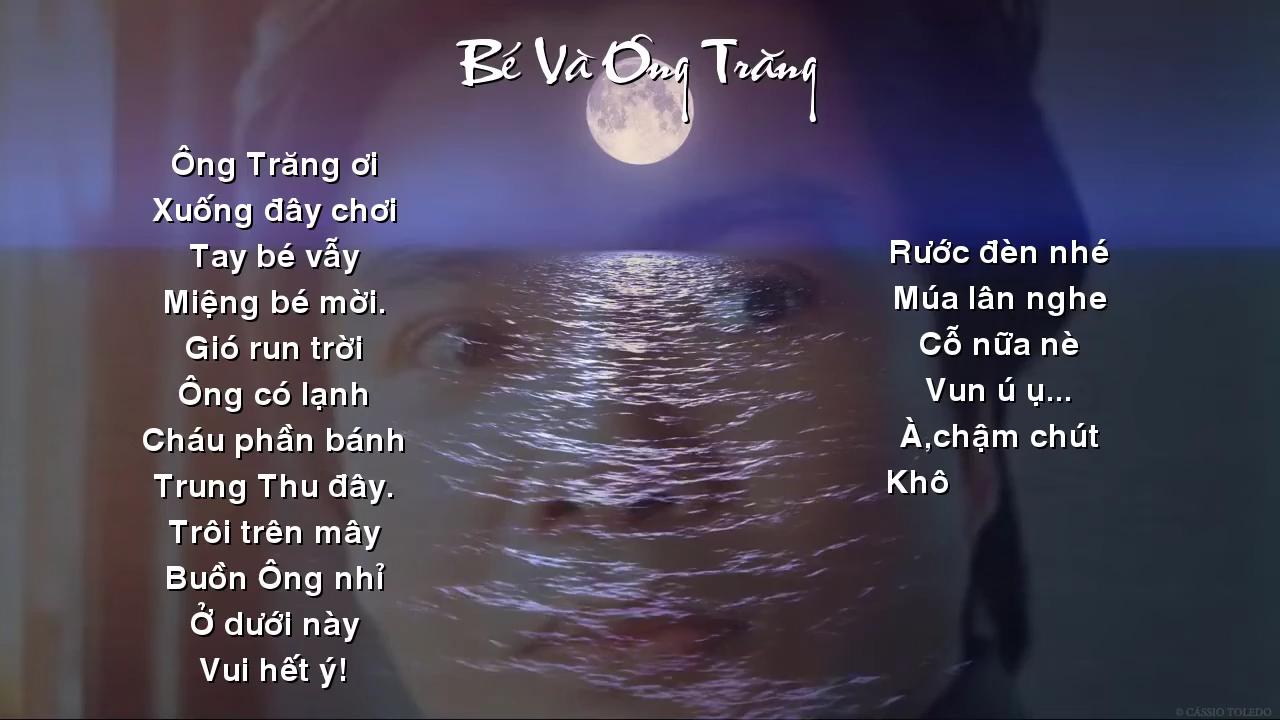 Bé Và Ông Trăng
Ông Trăng ơi
Xuống đây chơi
Tay bé vẫy
Miệng bé mời.
Gió run trời
Ông có lạnh
Cháu phần bánh
Trung Thu đây.
Trôi trên mây
Buồn Ông nhỉ
Ở dưới này
Vui hết ý!
Rước đèn nhé
Múa lân nghe
Cỗ nữa nè
Vun ú ụ...
À,chậm chút
Khô
© CÁSSIO TOLEDO